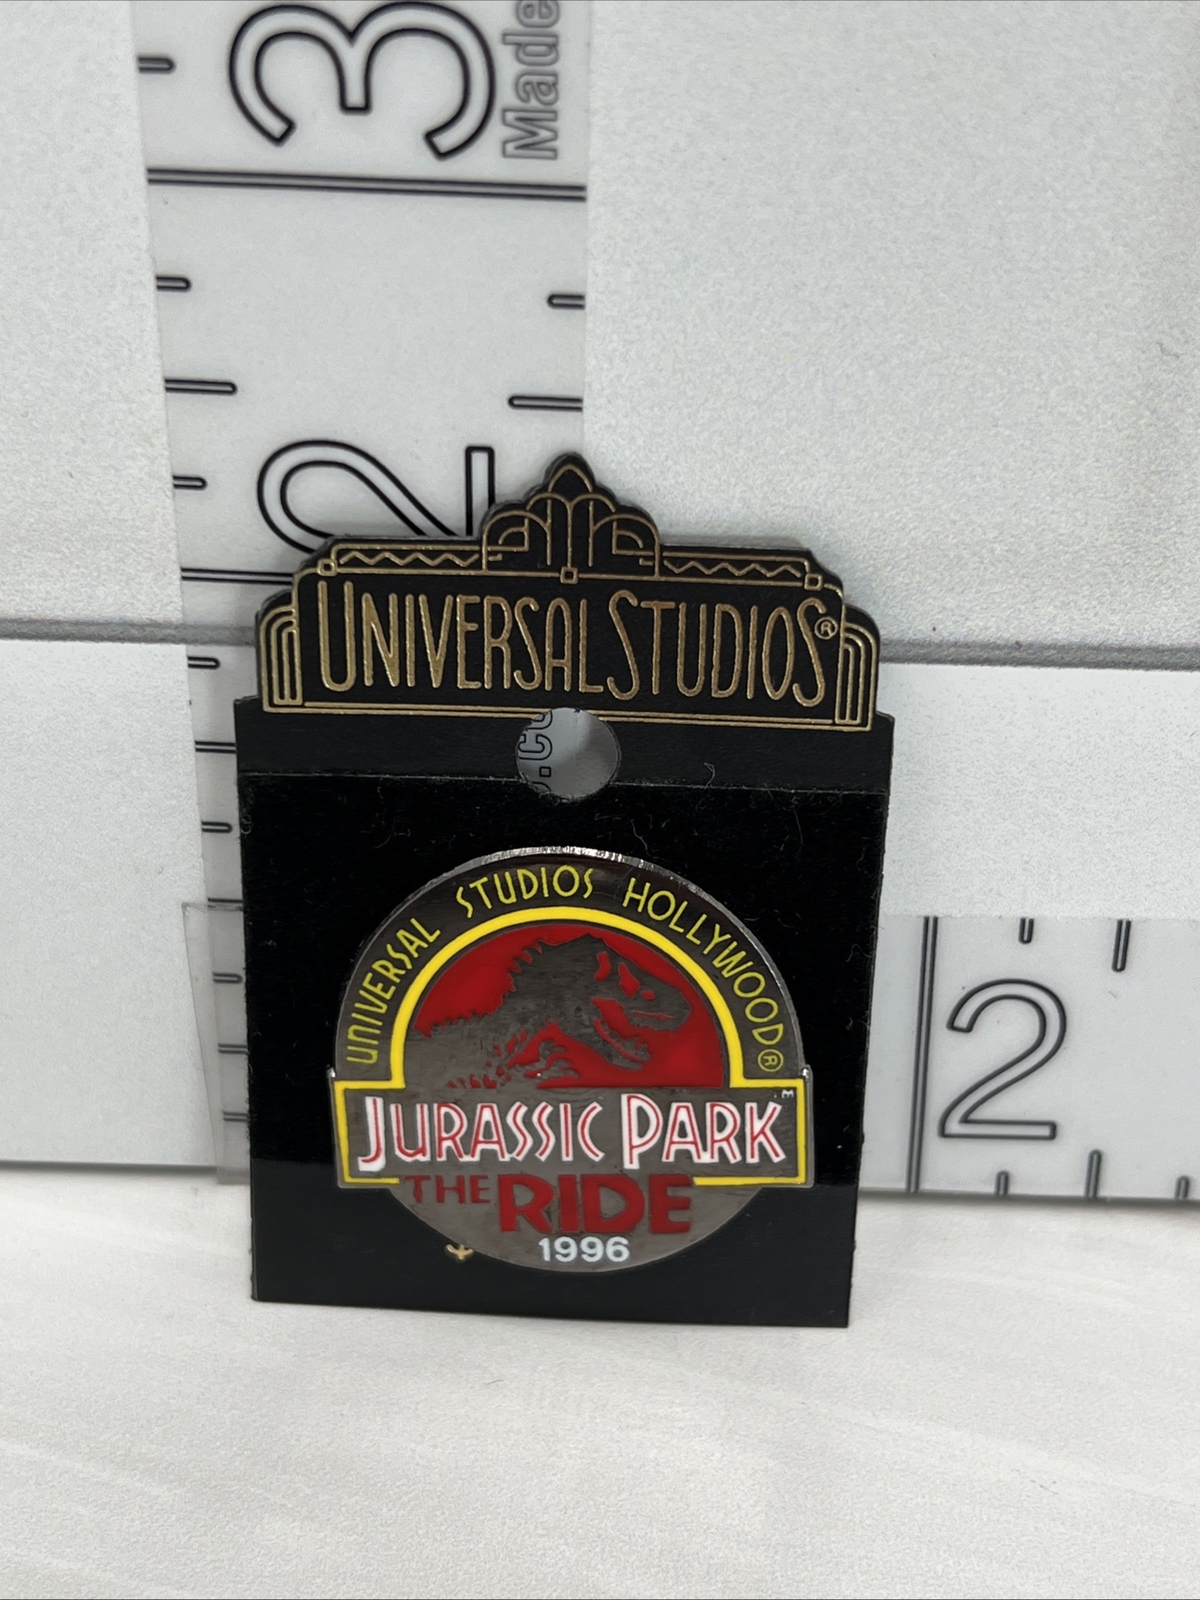 3
Made
2
UNIVERSAL STUDIOS®
UNIVERSAL STUDIOS HOLLYWOOD®
JURASSIC PARK™
THE RIDE
1996
2